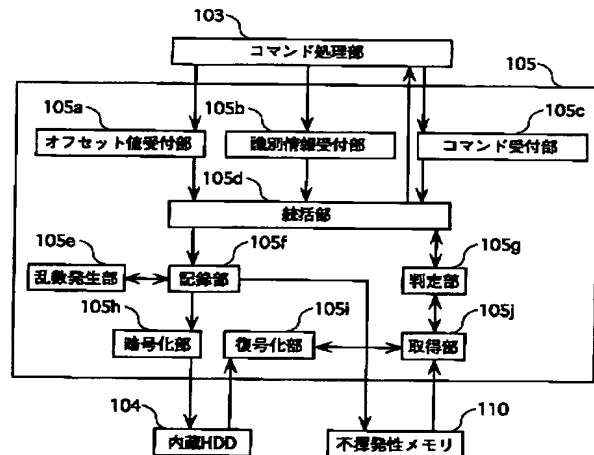 103
コマンド処理部
105
105a
105b
105c
オフセット値受付部
識別情報受付部
コマンド受付部
105d
統括部
105e
105f
105g
乱数発生部
記録部
判定部
105h
105i
105j
暗号化部
復号化部
取得部
104
110
内蔵HDD
不揮発性メモリ